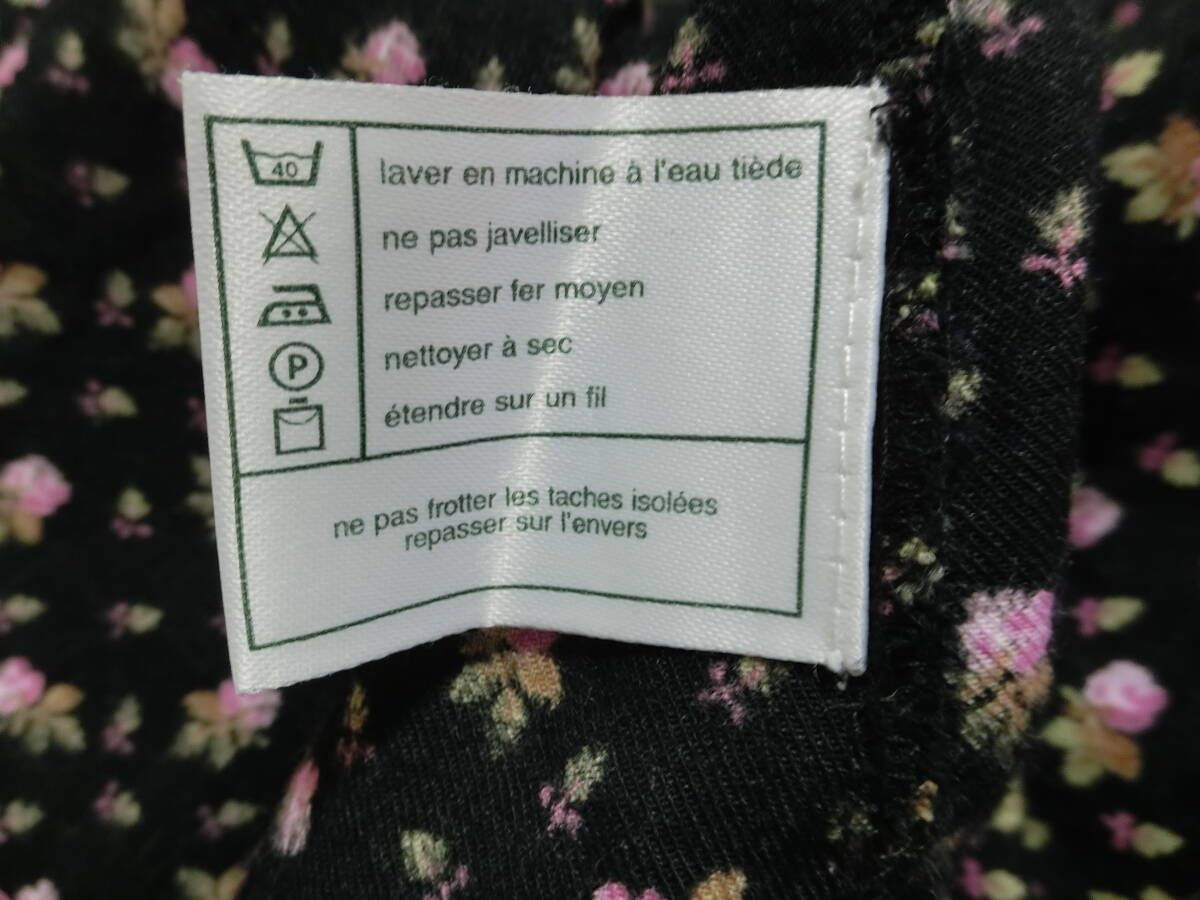 40 laver en machine à l'eau tiède
ne pas javelliser
repasser fer moyen
P nettoyer à sec
étendre sur un fil
ne pas frotter les taches isolées
repasser sur l'envers